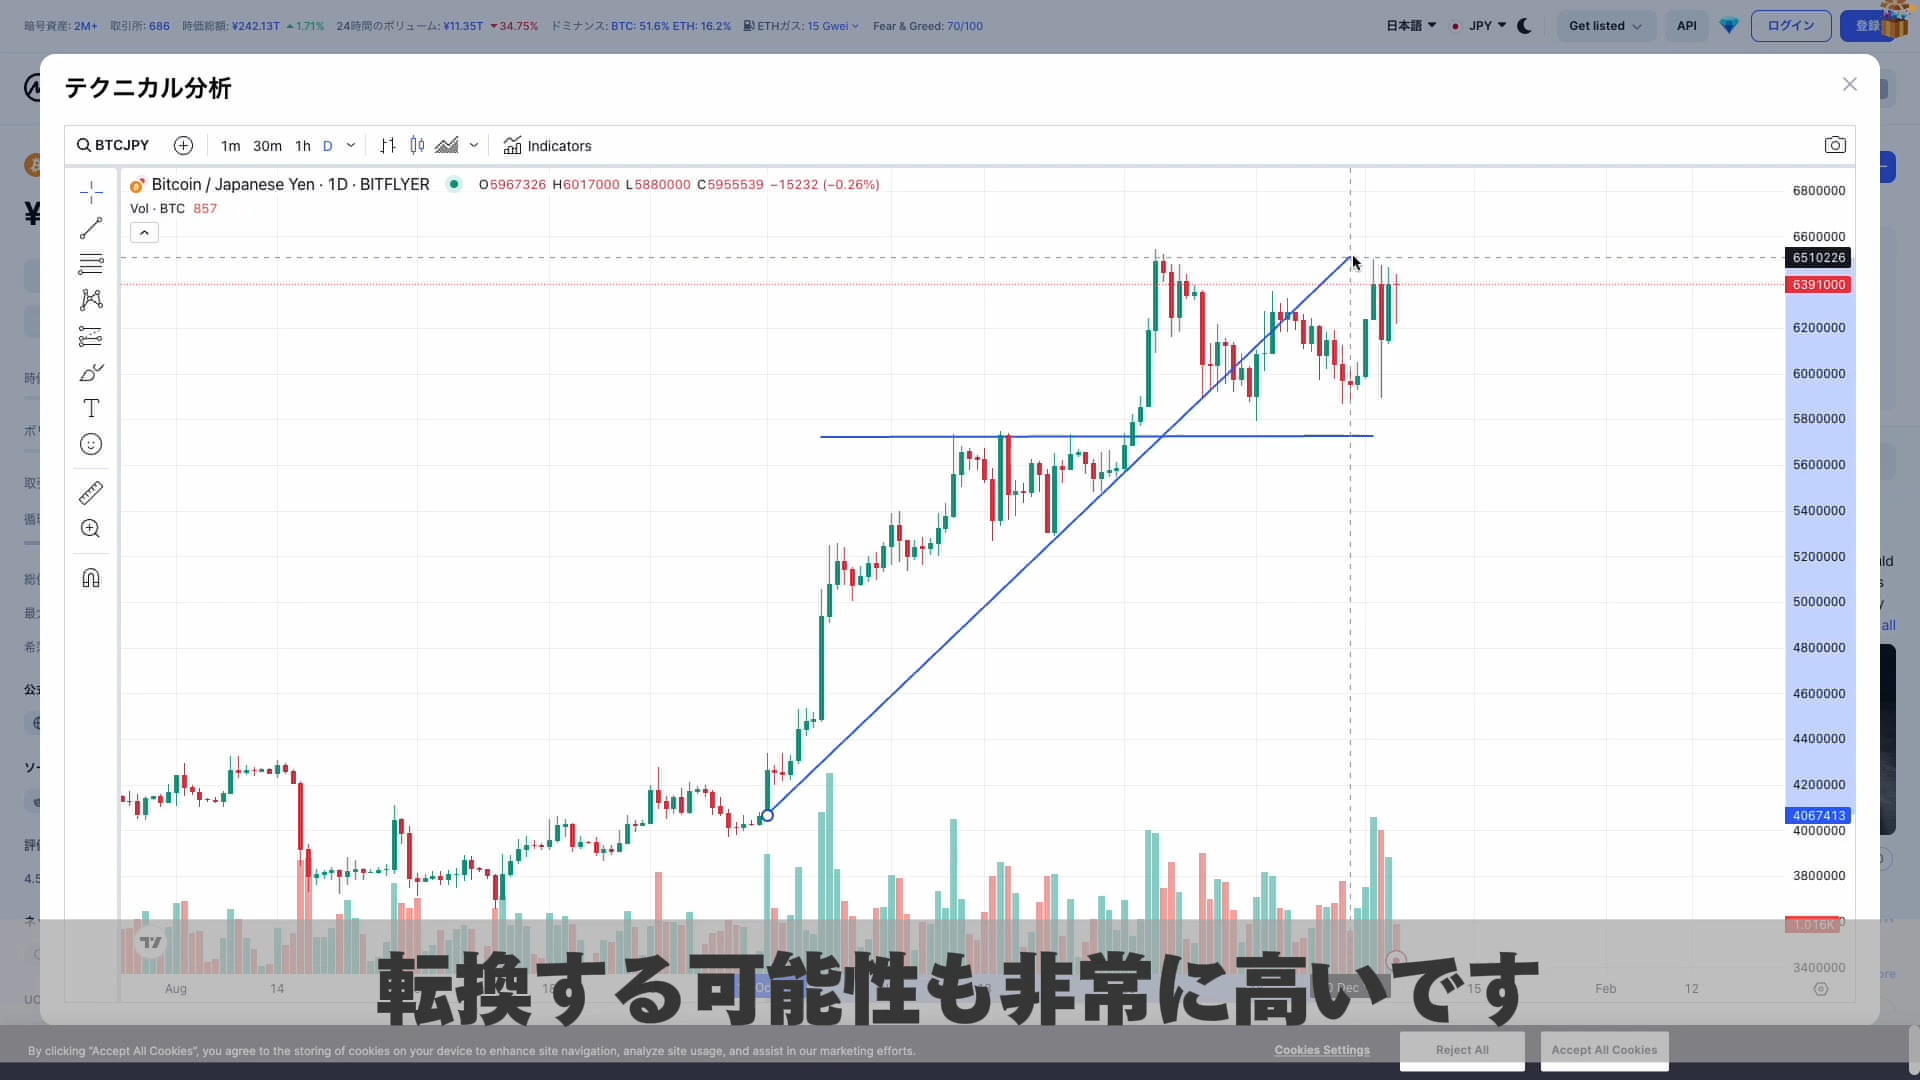 暗号資産: 2M+ 取引所: 686 時価総額: ¥242.13T 1.71% 24時間のボリューム: ¥11.35T 34.75% ドミナンス: BTC: 51.6% ETH: 16.2% ETHガス: 15 Gwei Fear & Greed: 70/100
日本語 JPY Get listed API ログイン 登録
テクニカル分析
BTCJPY 1m 30m 1h D Indicators
Bitcoin / Japanese Yen · 1D · BITFLYER O5967326 H6017000 L5880000 C5955539 −15232 (−0.26%)
Vol · BTC 857
6800000
6600000
6510226
6391000
6200000
6000000
5800000
5600000
5400000
5200000
5000000
4800000
4600000
4400000
4200000
4067413
4000000
3800000
1.016K
3400000
Aug 14 15 Feb 12
転換する可能性も非常に高いです
By clicking “Accept All Cookies”, you agree to the storing of cookies on your device to enhance site navigation, analyze site usage, and assist in our marketing efforts.
Cookies Settings Reject All Accept All Cookies